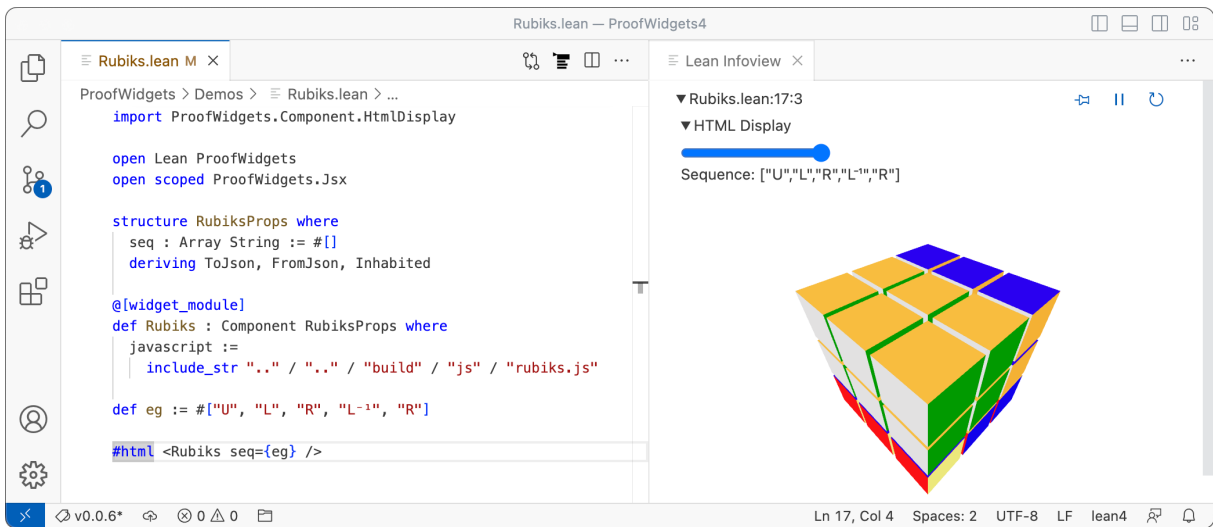 Rubiks.lean — ProofWidgets4
Rubiks.lean M
Lean Infoview
ProofWidgets > Demos > Rubiks.lean > ...
import ProofWidgets.Component.HtmlDisplay
open Lean ProofWidgets
open scoped ProofWidgets.Jsx
structure RubiksProps where
seq : Array String := #[]
deriving ToJson, FromJson, Inhabited
@[widget_module]
def Rubiks : Component RubiksProps where
javascript :=
include_str ".." / ".." / "build" / "js" / "rubiks.js"
def eg := #["U", "L", "R", "L⁻¹", "R"]
#html <Rubiks seq={eg} />
Rubiks.lean:17:3
HTML Display
Sequence: ["U","L","R","L⁻¹","R"]
1
v0.0.6* 0 0
Ln 17, Col 4 Spaces: 2 UTF-8 LF lean4